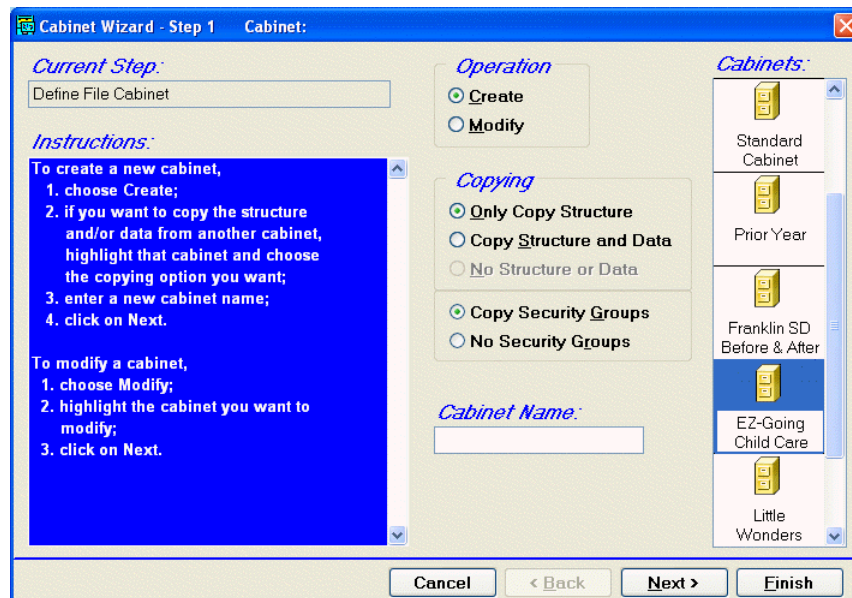 Cabinet Wizard - Step 1 Cabinet:
Current Step:
Define File Cabinet
Instructions:
To create a new cabinet,
1. choose Create;
2. if you want to copy the structure
and/or data from another cabinet,
highlight that cabinet and choose
the copying option you want;
3. enter a new cabinet name;
4. click on Next.
To modify a cabinet,
1. choose Modify;
2. highlight the cabinet you want to
modify;
3. click on Next.
Operation
Create
Modify
Copying
Only Copy Structure
Copy Structure and Data
No Structure or Data
Copy Security Groups
No Security Groups
Cabinet Name:
Cabinets:
Standard
Cabinet
Prior Year
Franklin SD
Before & After
EZ-Going
Child Care
Little
Wonders
Cancel
< Back
Next >
Finish